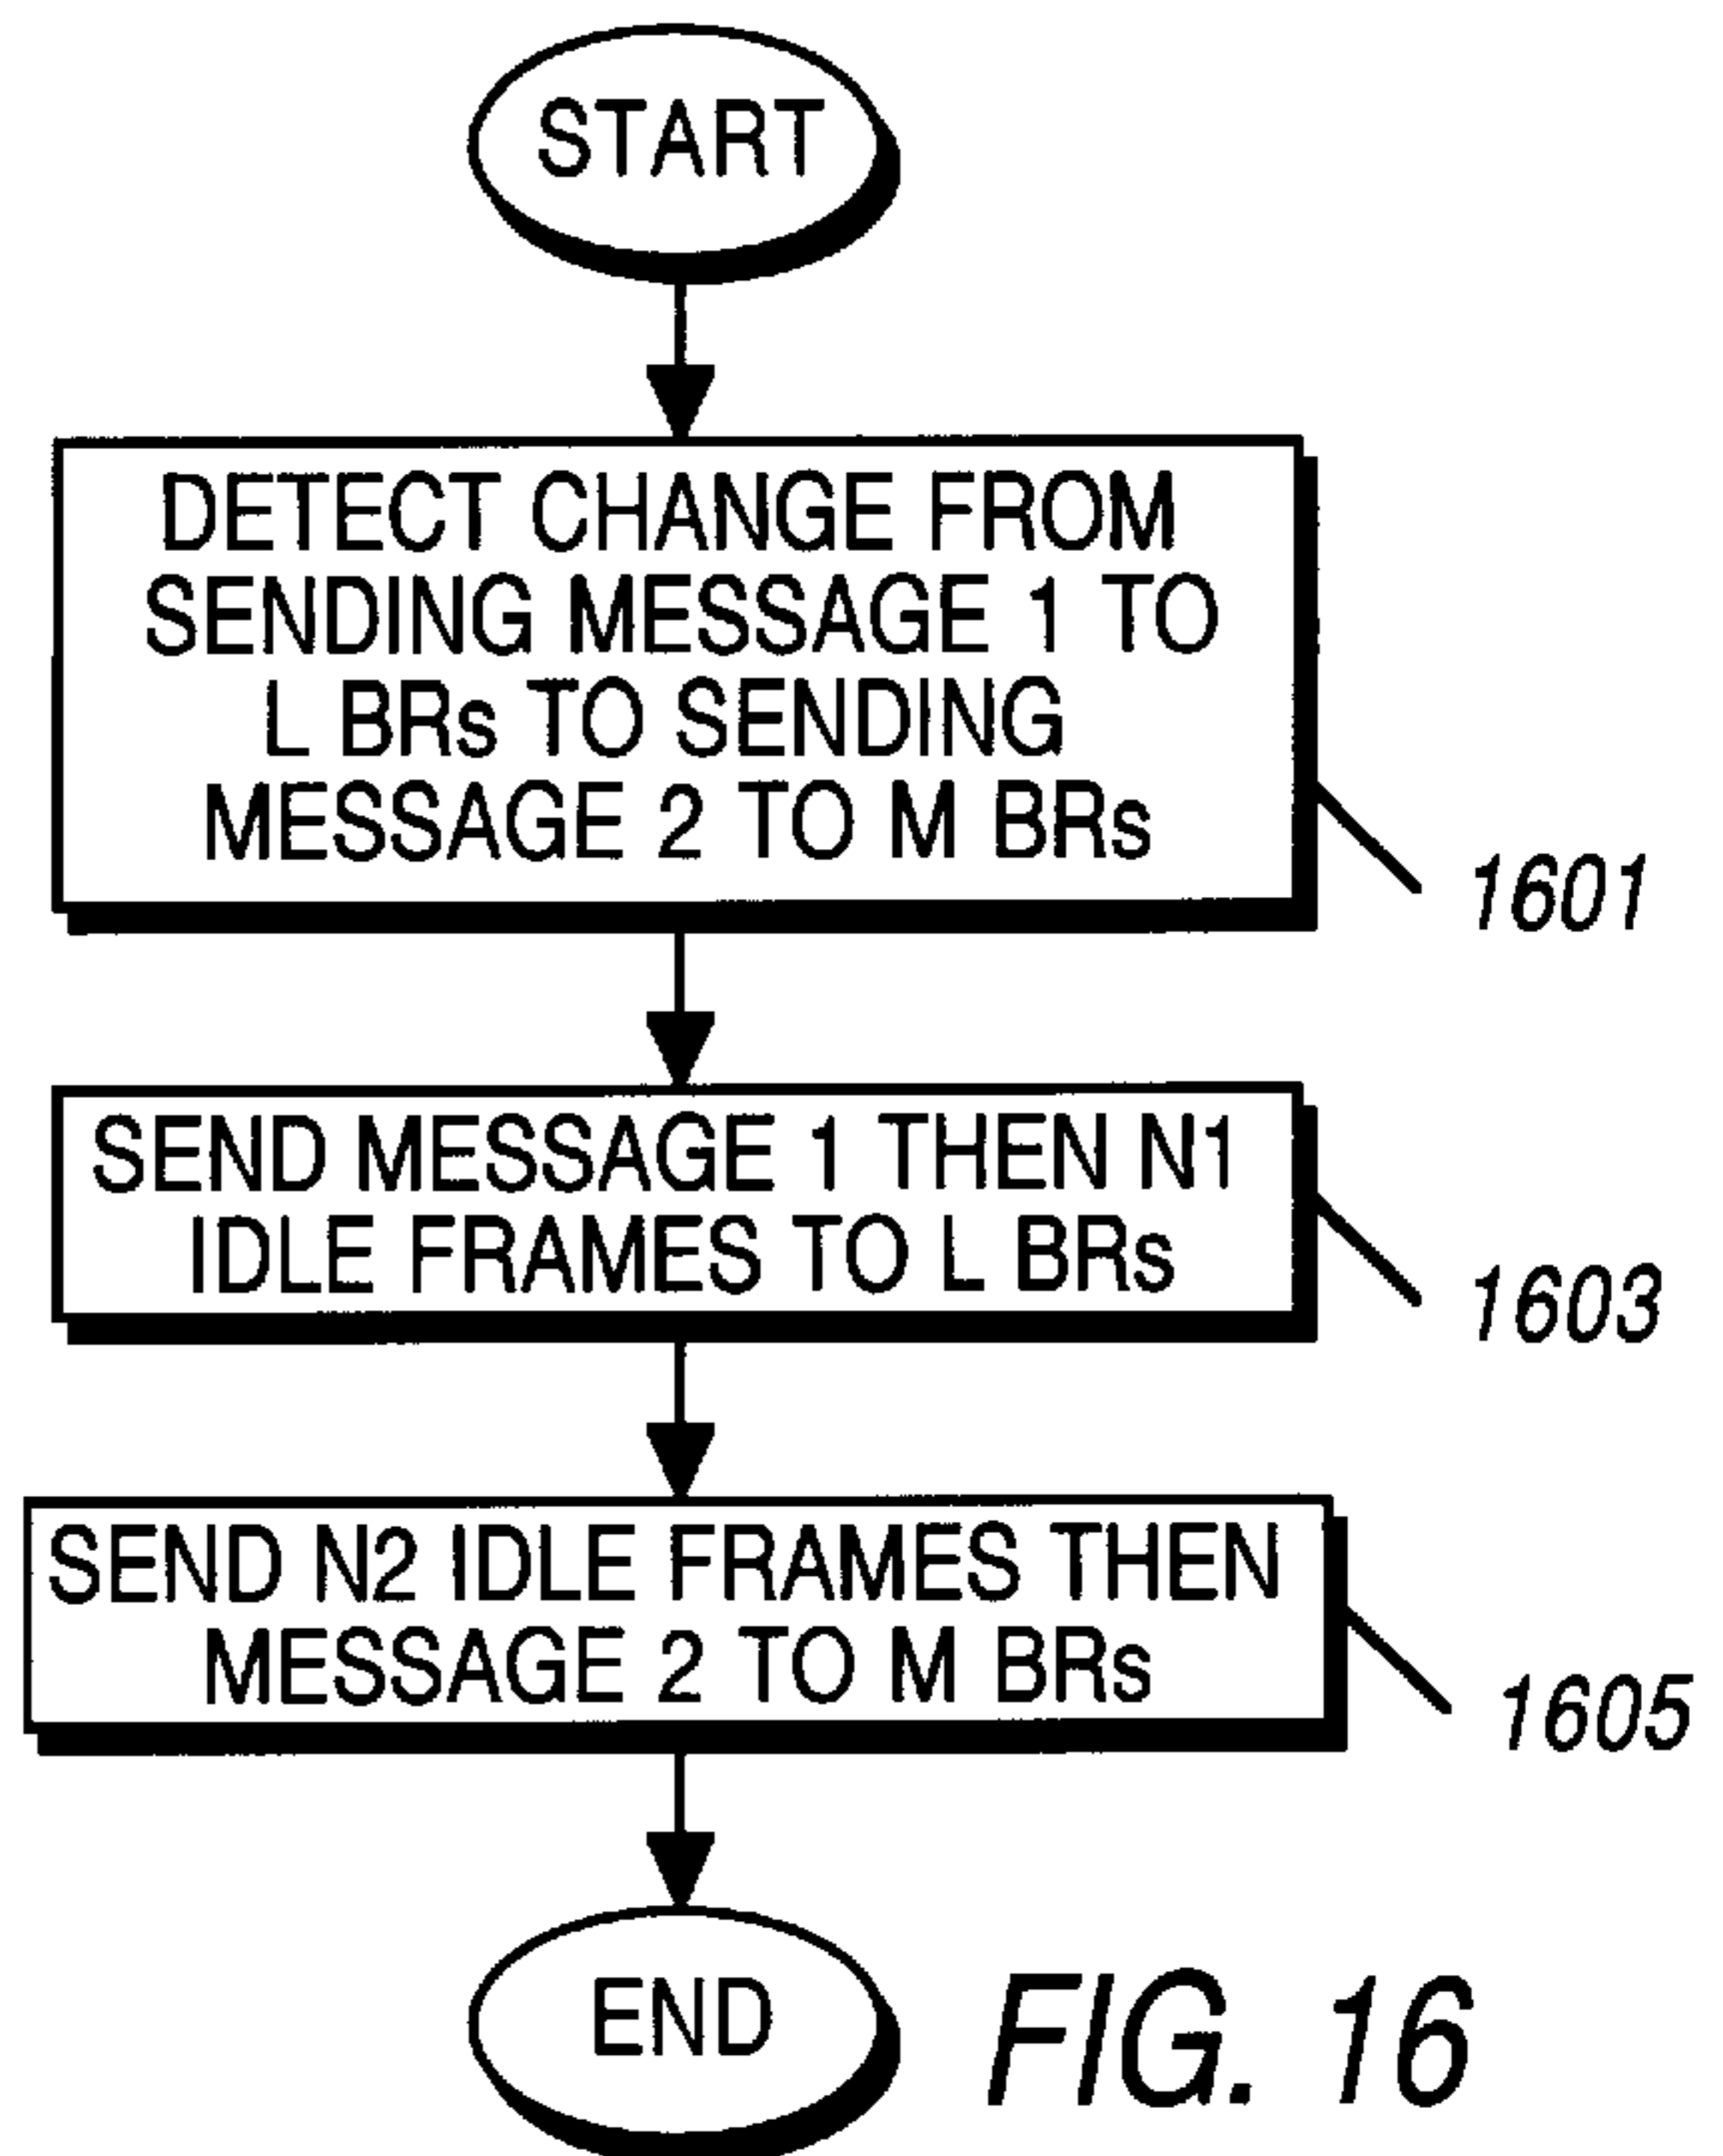 START
DETECT CHANGE FROM
SENDING MESSAGE 1 TO
L BRs TO SENDING
MESSAGE 2 TO M BRs
1601
SEND MESSAGE 1 THEN N1
IDLE FRAMES TO L BRs
1603
SEND N2 IDLE FRAMES THEN
MESSAGE 2 TO M BRs
1605
END
FIG. 16